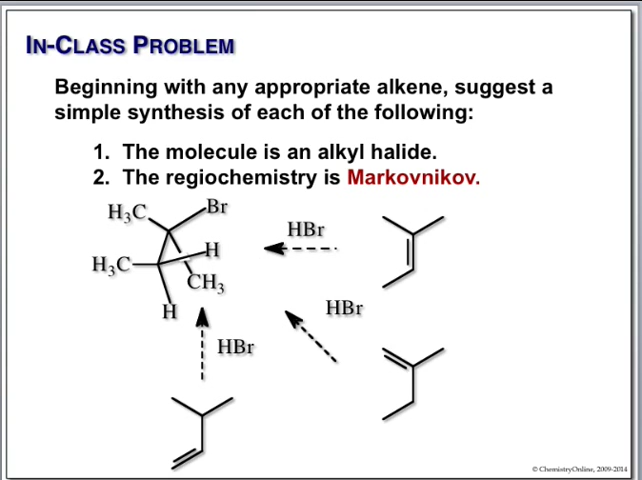 IN-CLASS PROBLEM
Beginning with any appropriate alkene, suggest a
simple synthesis of each of the following:
1. The molecule is an alkyl halide.
2. The regiochemistry is Markovnikov.
H₃C
Br
HBr
H
H₃C
CH₃
H
HBr
HBr
© ChemistryOnline, 2009-2014